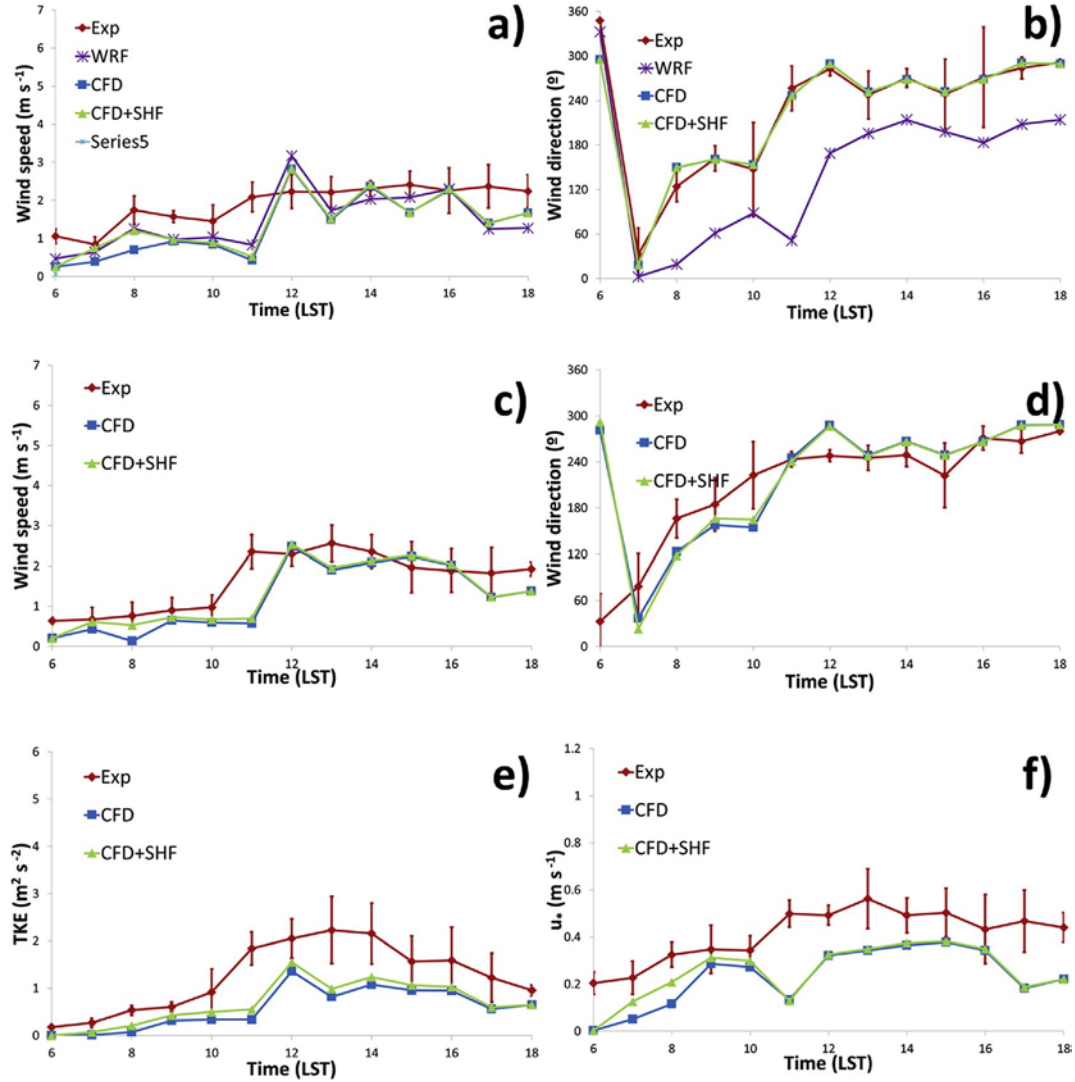 a)
Wind speed (m s⁻¹)
7
6
5
4
3
2
1
0
Exp
WRF
CFD
CFD+SHF
Series5
6 8 10 12 14 16 18
Time (LST)
b)
Wind direction (º)
360
300
240
180
120
60
0
Exp
WRF
CFD
CFD+SHF
6 8 10 12 14 16 18
Time (LST)
c)
Wind speed (m s⁻¹)
7
6
5
4
3
2
1
0
Exp
CFD
CFD+SHF
6 8 10 12 14 16 18
Time (LST)
d)
Wind direction (º)
360
300
240
180
120
60
0
Exp
CFD
CFD+SHF
6 8 10 12 14 16 18
Time (LST)
e)
TKE (m² s⁻²)
6
5
4
3
2
1
0
Exp
CFD
CFD+SHF
6 8 10 12 14 16 18
Time (LST)
f)
u* (m s⁻¹)
1.2
1
0.8
0.6
0.4
0.2
0
Exp
CFD
CFD+SHF
6 8 10 12 14 16 18
Time (LST)